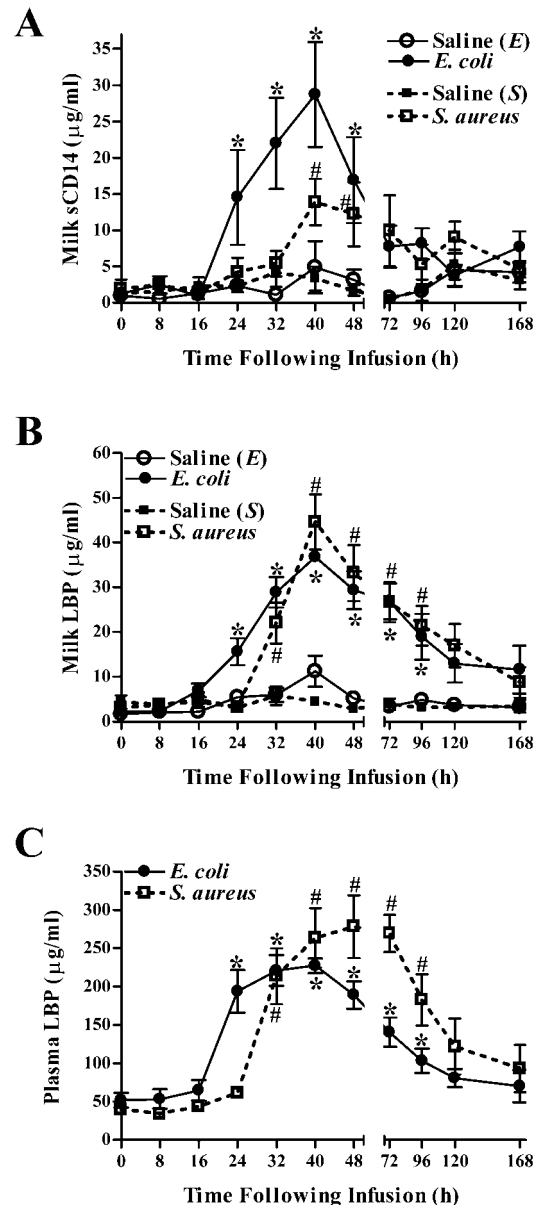 A
Milk sCD14 (μg/ml)
35
30
25
20
15
10
5
0
Saline (E)
E. coli
Saline (S)
S. aureus
* * * *
# #
0 8 16 24 32 40 48 72 96 120 168
Time Following Infusion (h)
B
Milk LBP (μg/ml)
60
50
40
30
20
10
0
Saline (E)
E. coli
Saline (S)
S. aureus
# # # #
* * * * * *
#
0 8 16 24 32 40 48 72 96 120 168
Time Following Infusion (h)
C
Plasma LBP (μg/ml)
350
300
250
200
150
100
50
0
E. coli
S. aureus
# # # #
* * * * * *
#
0 8 16 24 32 40 48 72 96 120 168
Time Following Infusion (h)